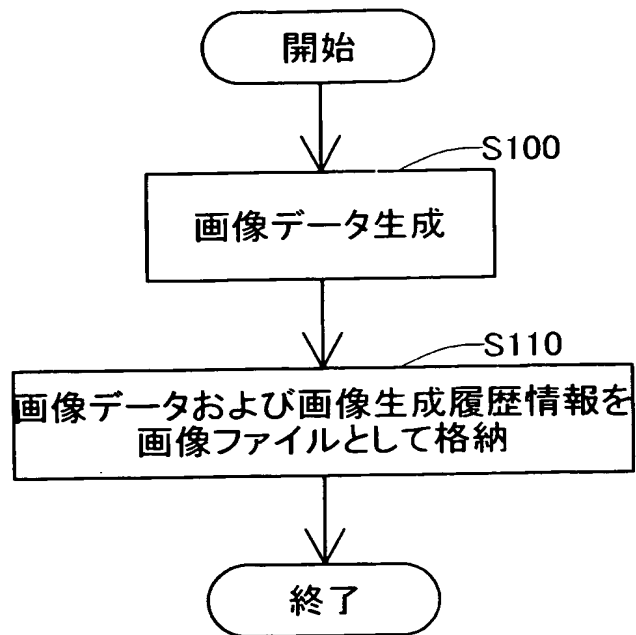 開始
S100
画像データ生成
S110
画像データおよび画像生成履歴情報を
画像ファイルとして格納
終了